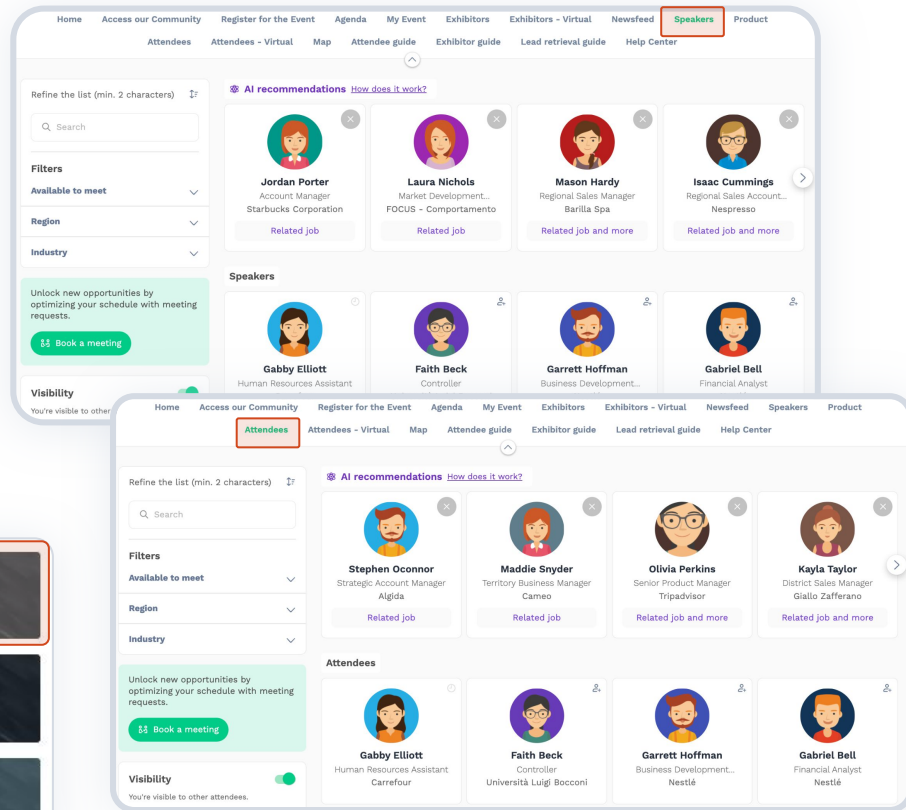 Home Access our Community Register for the Event Agenda My Event Exhibitors Exhibitors - Virtual Newsfeed Speakers Product
Attendees Attendees - Virtual Map Attendee guide Exhibitor guide Lead retrieval guide Help Center
Refine the list (min. 2 characters)
Search
Filters
Available to meet
Region
Industry
Unlock new opportunities by
optimizing your schedule with meeting
requests.
Book a meeting
Visibility
You're visible to other
AI recommendations How does it work?
Jordan Porter
Account Manager
Starbucks Corporation
Related job
Laura Nichols
Market Development...
FOCUS - Comportamento
Related job
Mason Hardy
Regional Sales Manager
Barilla Spa
Related job and more
Isaac Cummings
Regional Sales Account...
Nespresso
Related job and more
Speakers
Gabby Elliott
Human Resources Assistant
Faith Beck
Controller
Garrett Hoffman
Business Development...
Gabriel Bell
Financial Analyst
Home Access our Community Register for the Event Agenda My Event Exhibitors Exhibitors - Virtual Newsfeed Speakers Product
Attendees Attendees - Virtual Map Attendee guide Exhibitor guide Lead retrieval guide Help Center
Refine the list (min. 2 characters)
Search
Filters
Available to meet
Region
Industry
Unlock new opportunities by
optimizing your schedule with meeting
requests.
Book a meeting
Visibility
You're visible to other attendees.
AI recommendations How does it work?
Stephen Oconnor
Strategic Account Manager
Algida
Related job
Maddie Snyder
Territory Business Manager
Cameo
Related job
Olivia Perkins
Senior Product Manager
Tripadvisor
Related job and more
Kayla Taylor
District Sales Manager
Giallo Zafferano
Related job and more
Attendees
Gabby Elliott
Human Resources Assistant
Carrefour
Faith Beck
Controller
Università Luigi Bocconi
Garrett Hoffman
Business Development...
Nestlé
Gabriel Bell
Financial Analyst
Nestlé